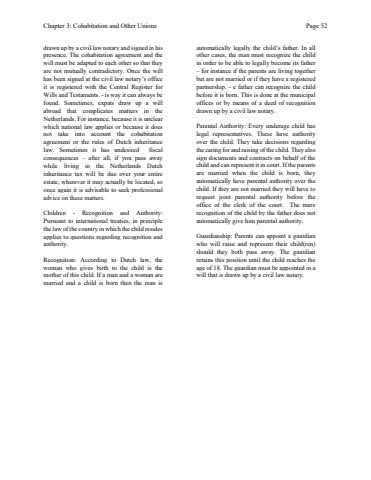 Chapter 3: Cohabitation and Other Unions
Page 52
drawn up by a civil law notary and signed in his
presence. The cohabitation agreement and the
will must be adapted to each other so that they
are not mutually contradictory. Once the will
has been signed at the civil law notary's office
it is registered with the Central Register for
Wills and Testaments. - is way it can always be
found. Sometimes, expats draw up a will
abroad that complicates matters in the
Netherlands. For instance, because it is unclear
which national law applies or because it does
not take into account the cohabitation
agreement or the rules of Dutch inheritance
law. Sometimes it has undesired fiscal
consequences – after all, if you pass away
while living in the Netherlands Dutch
inheritance tax will be due over your entire
estate, wherever it may actually be located, so
once again it is advisable to seek professional
advice on these matters.
Children - Recognition and Authority:
Pursuant to international treaties, in principle
the law of the country in which the child resides
applies to questions regarding recognition and
authority.
Recognition: According to Dutch law, the
woman who gives birth to the child is the
mother of this child. If a man and a woman are
married and a child is born then the man is
automatically legally the child's father. In all
other cases, the man must recognize the child
in order to be able to legally become its father
– for instance if the parents are living together
but are not married or if they have a registered
partnership. - e father can recognize the child
before it is born. This is done at the municipal
offices or by means of a deed of recognition
drawn up by a civil law notary.
Parental Authority: Every underage child has
legal representatives. These have authority
over the child. They take decisions regarding
the caring for and raising of the child. They also
sign documents and contracts on behalf of the
child and can represent it in court. If the parents
are married when the child is born, they
automatically have parental authority over the
child. If they are not married they will have to
request joint parental authority before the
office of the clerk of the court. The mere
recognition of the child by the father does not
automatically give him parental authority.
Guardianship: Parents can appoint a guardian
who will raise and represent their child(ren)
should they both pass away. The guardian
retains this position until the child reaches the
age of 18. The guardian must be appointed in a
will that is drawn up by a civil law notary.